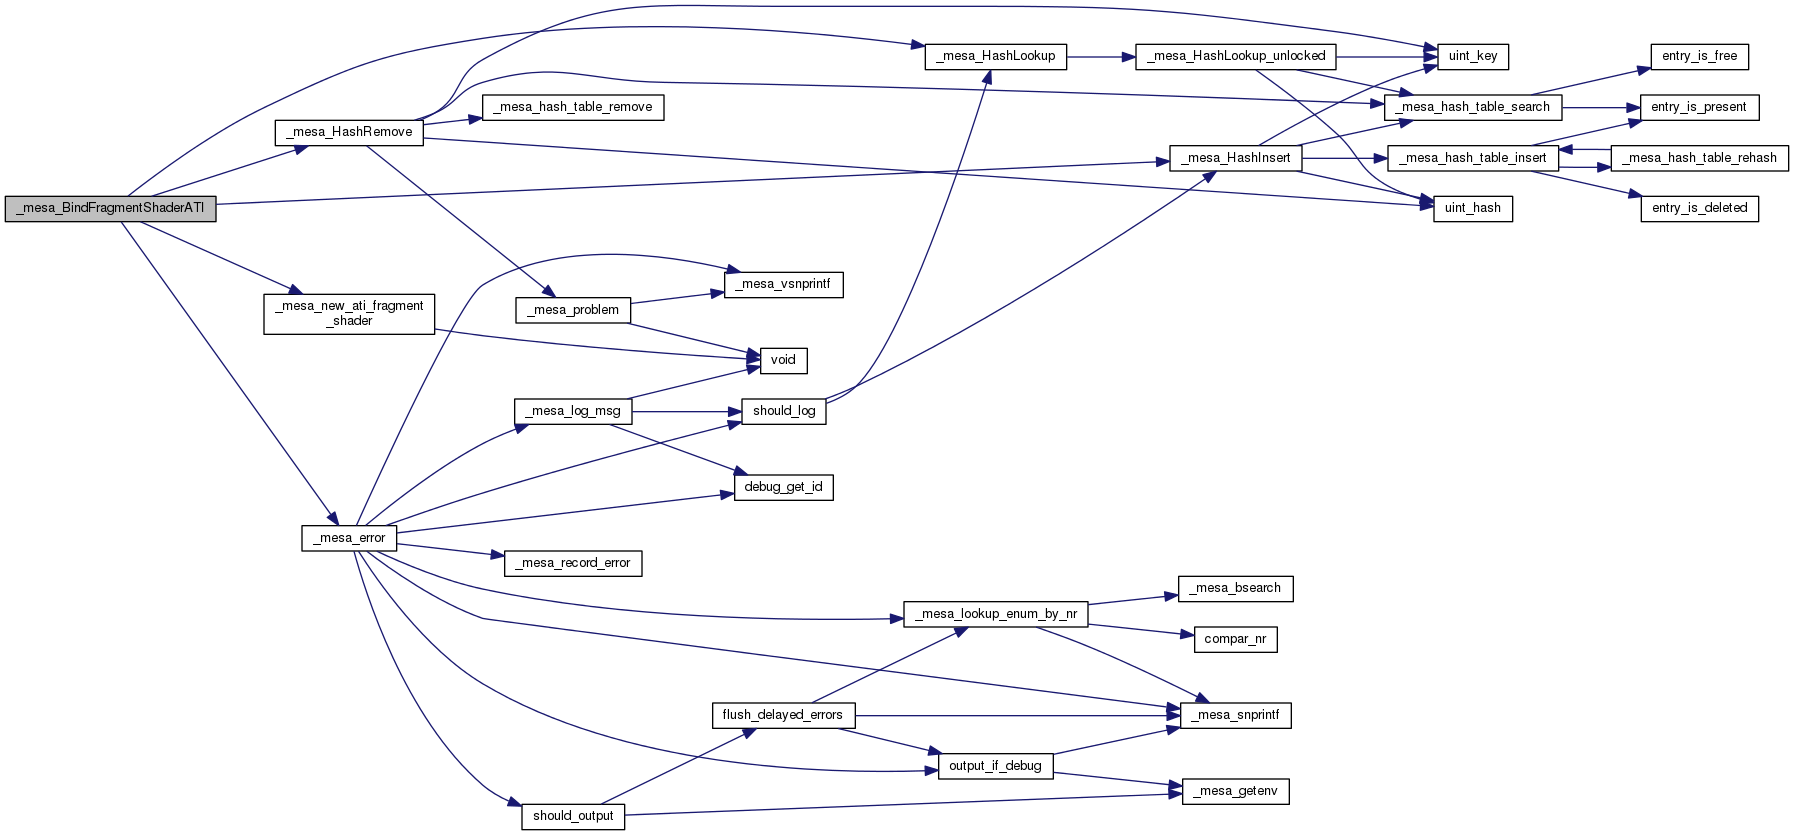 _mesa_BindFragmentShaderATI
_mesa_HashRemove
_mesa_new_ati_fragment
_shader
_mesa_error
_mesa_hash_table_remove
_mesa_problem
_mesa_log_msg
_mesa_record_error
should_output
_mesa_vsnprintf
void
should_log
debug_get_id
flush_delayed_errors
_mesa_HashLookup
_mesa_lookup_enum_by_nr
output_if_debug
_mesa_HashLookup_unlocked
_mesa_HashInsert
_mesa_bsearch
compar_nr
_mesa_snprintf
_mesa_getenv
uint_key
_mesa_hash_table_search
_mesa_hash_table_insert
uint_hash
entry_is_free
entry_is_present
_mesa_hash_table_rehash
entry_is_deleted